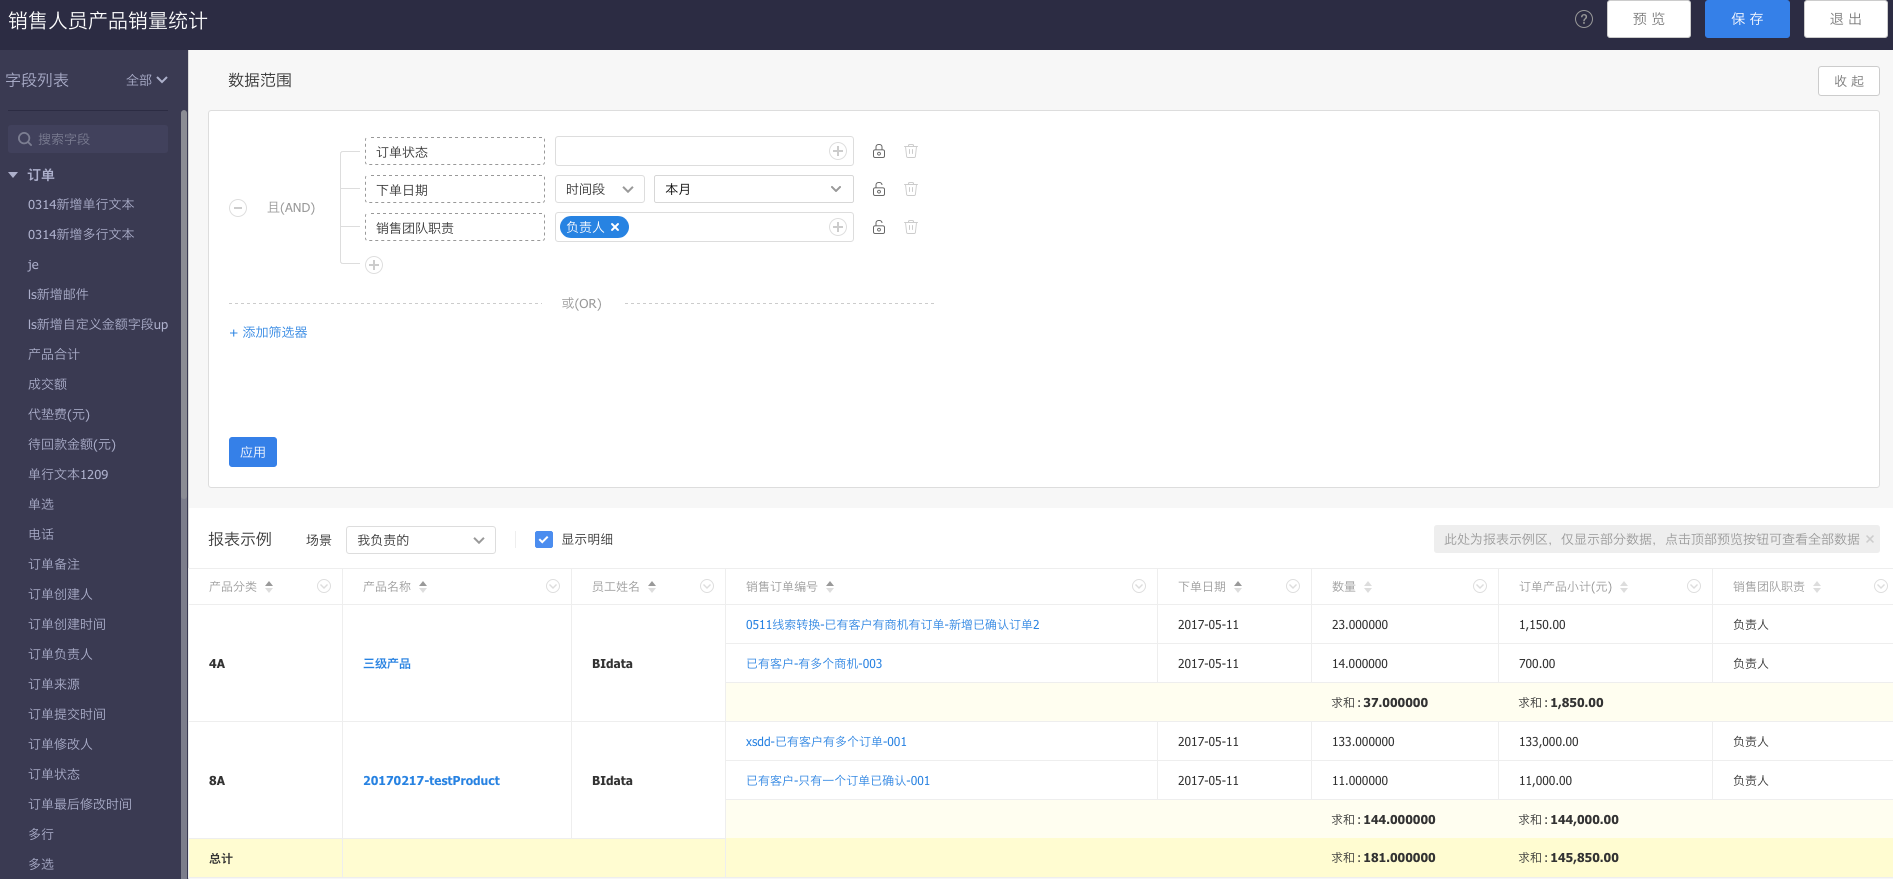 销售人员产品销量统计
?
预 览
保 存
退 出
字段列表
全部
搜索字段
订单
0314新增单行文本
0314新增多行文本
je
ls新增邮件
ls新增自定义金额字段up
产品合计
成交额
代垫费(元)
待回款金额(元)
单行文本1209
单选
电话
订单备注
订单创建人
订单创建时间
订单负责人
订单来源
订单提交时间
订单修改人
订单状态
订单最后修改时间
多行
多选
数据范围
收 起
且(AND)
订单状态
下单日期 时间段 本月
销售团队职责 负责人 ×
或(OR)
+ 添加筛选器
应用
报表示例 场景 我负责的 显示明细 此处为报表示例区，仅显示部分数据，点击顶部预览按钮可查看全部数据 ×
产品分类 产品名称 员工姓名 销售订单编号 下单日期 数量 订单产品小计(元) 销售团队职责
0511线索转换-已有客户有商机有订单-新增已确认订单2 2017-05-11 23.000000 1,150.00 负责人
4A 三级产品 BIdata 已有客户-有多个商机-003 2017-05-11 14.000000 700.00 负责人
求和 : 37.000000 求和 : 1,850.00
xsdd-已有客户有多个订单-001 2017-05-11 133.000000 133,000.00 负责人
8A 20170217-testProduct BIdata 已有客户-只有一个订单已确认-001 2017-05-11 11.000000 11,000.00 负责人
求和 : 144.000000 求和 : 144,000.00
总计 求和 : 181.000000 求和 : 145,850.00